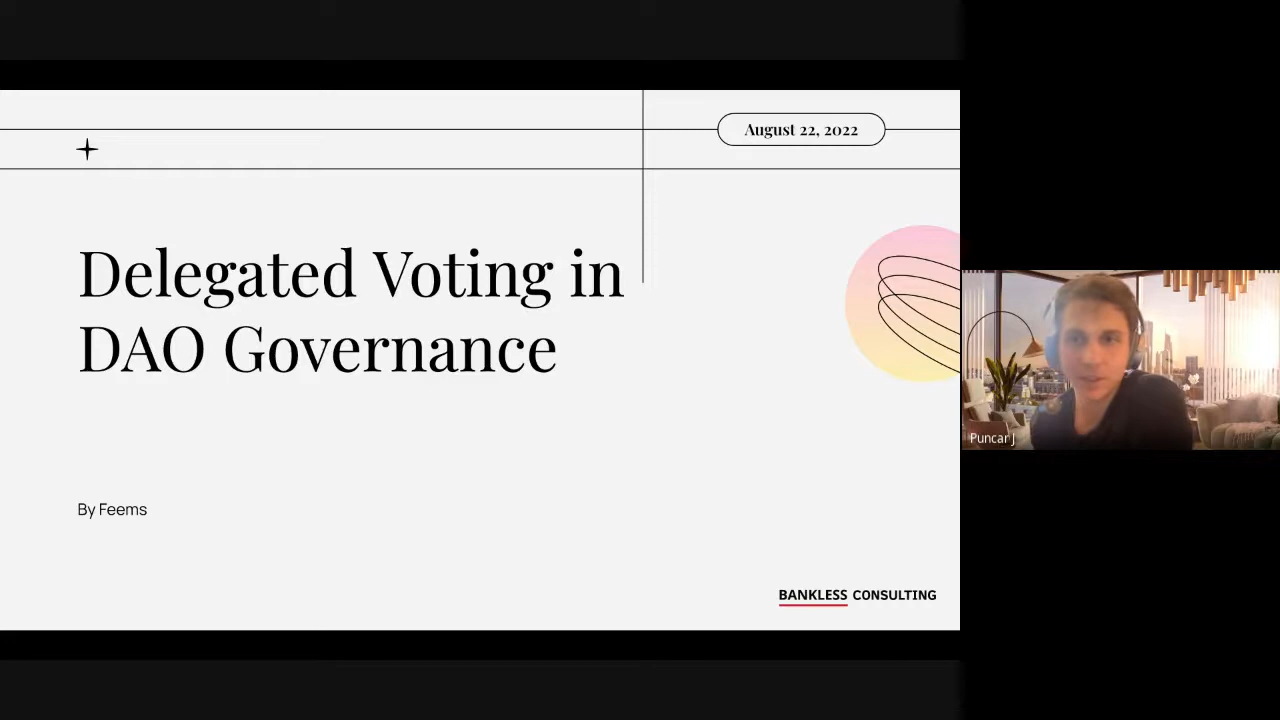 August 22, 2022
Delegated Voting in
DAO Governance
By Feems
BANKLESS CONSULTING
Puncar J